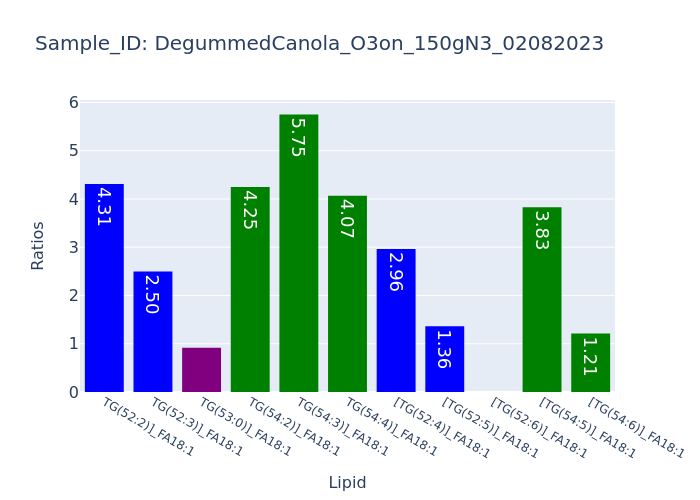 Sample_ID: DegummedCanola_O3on_150gN3_02082023
6
5
4
3
2
1
0
Ratios
4.31
2.50
4.25
5.75
4.07
2.96
1.36
3.83
1.21
TG(52:2)]_FA18:1
TG(52:3)]_FA18:1
TG(53:0)]_FA18:1
TG(54:2)]_FA18:1
TG(54:3)]_FA18:1
TG(54:4)]_FA18:1
[TG(52:4)]_FA18:1
[TG(52:5)]_FA18:1
[TG(52:6)]_FA18:1
[TG(54:5)]_FA18:1
[TG(54:6)]_FA18:1
Lipid